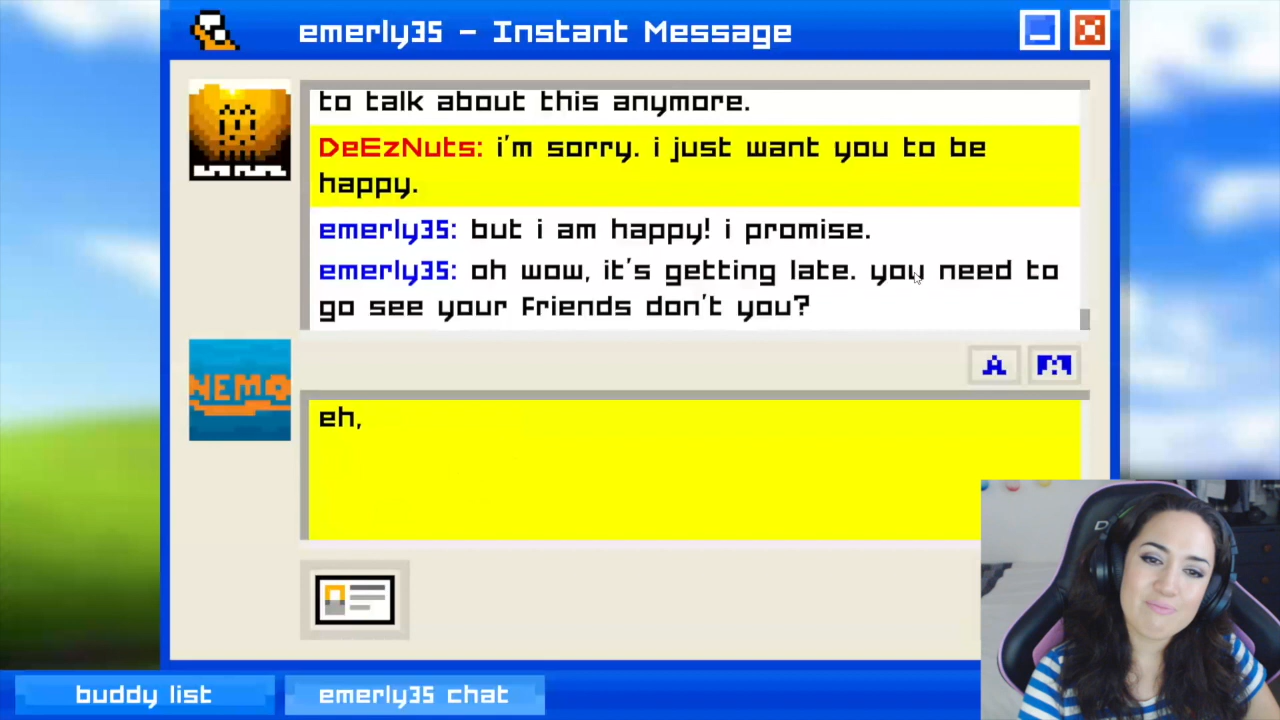 emerly35 - Instant Message
to talk about this anymore.
DeEzNuts: i'm sorry. i just want you to be
happy.
emerly35: but i am happy! i promise.
emerly35: oh wow, it's getting late. you need to
go see your friends don't you?
A
NEMO
eh,
buddy list
emerly35 chat